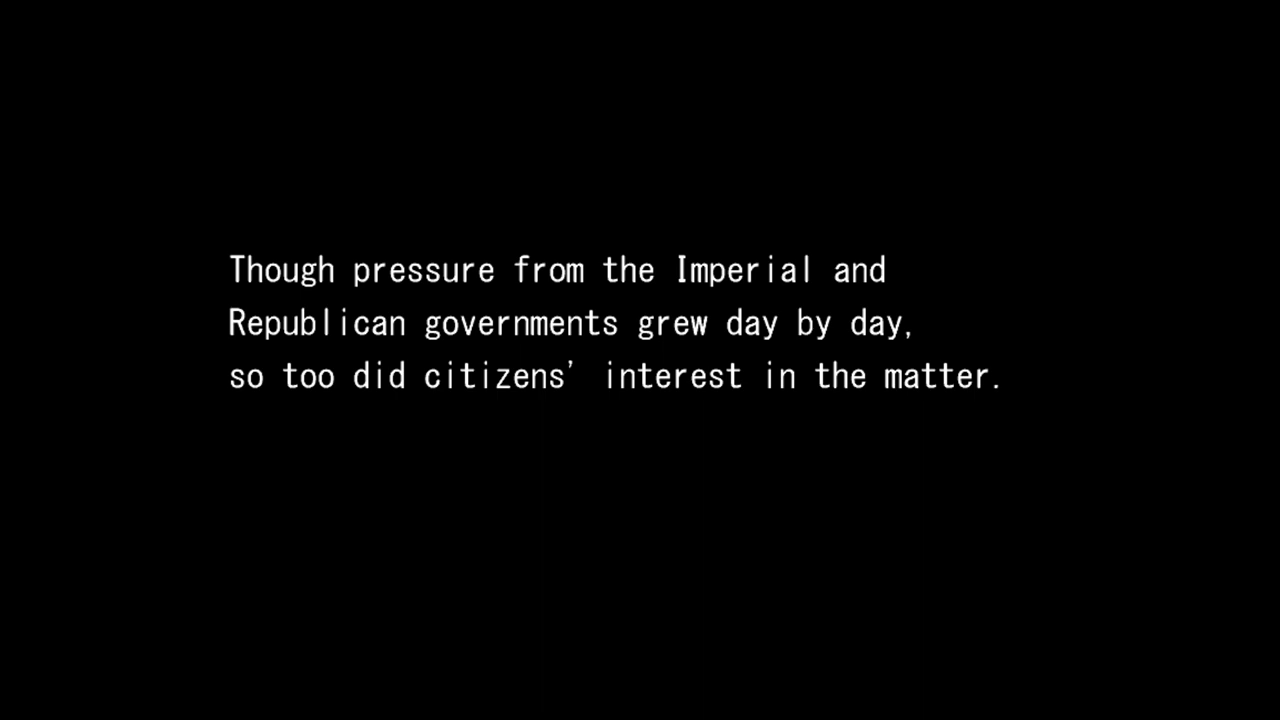 Though pressure from the Imperial and
Republican governments grew day by day,
so too did citizens’ interest in the matter.